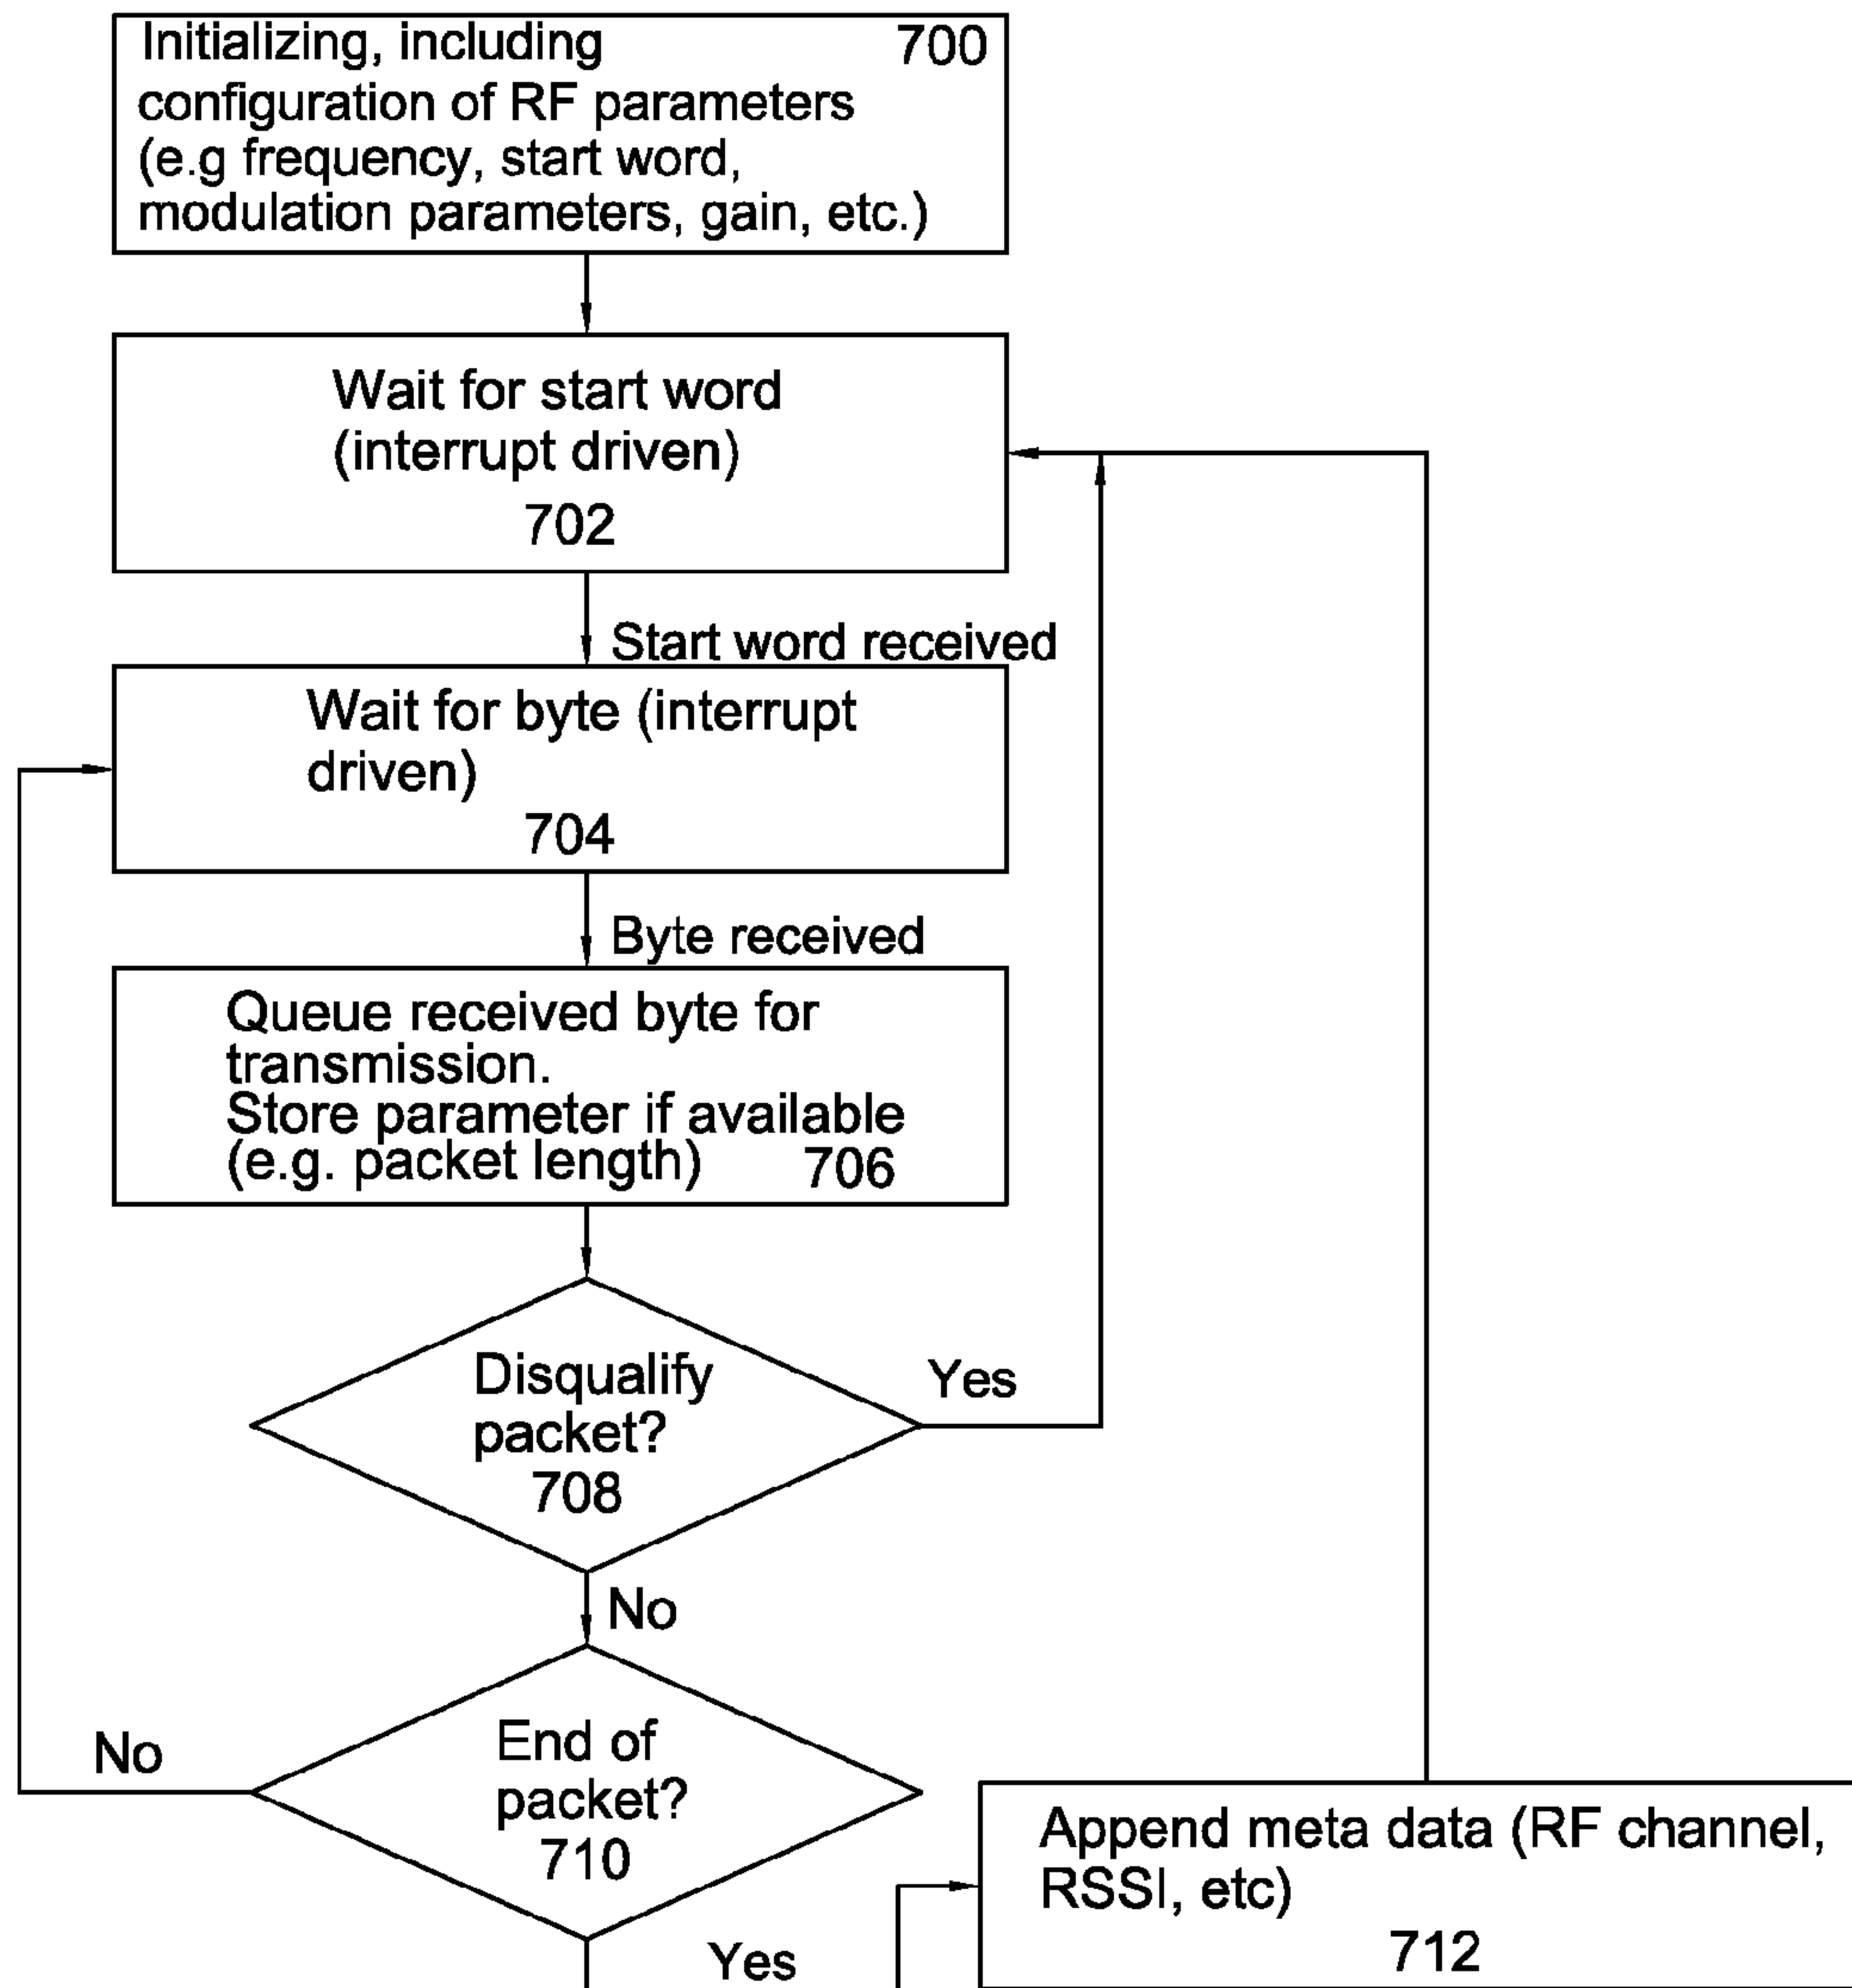 Initializing, including 700
configuration of RF parameters
(e.g frequency, start word,
modulation parameters, gain, etc.)
Wait for start word
(interrupt driven)
702
Start word received
Wait for byte (interrupt
driven)
704
Byte received
Queue received byte for
transmission.
Store parameter if available
(e.g. packet length) 706
Disqualify
packet?
708
Yes
No
End of
packet?
710
No
Yes
Append meta data (RF channel,
RSSI, etc)
712